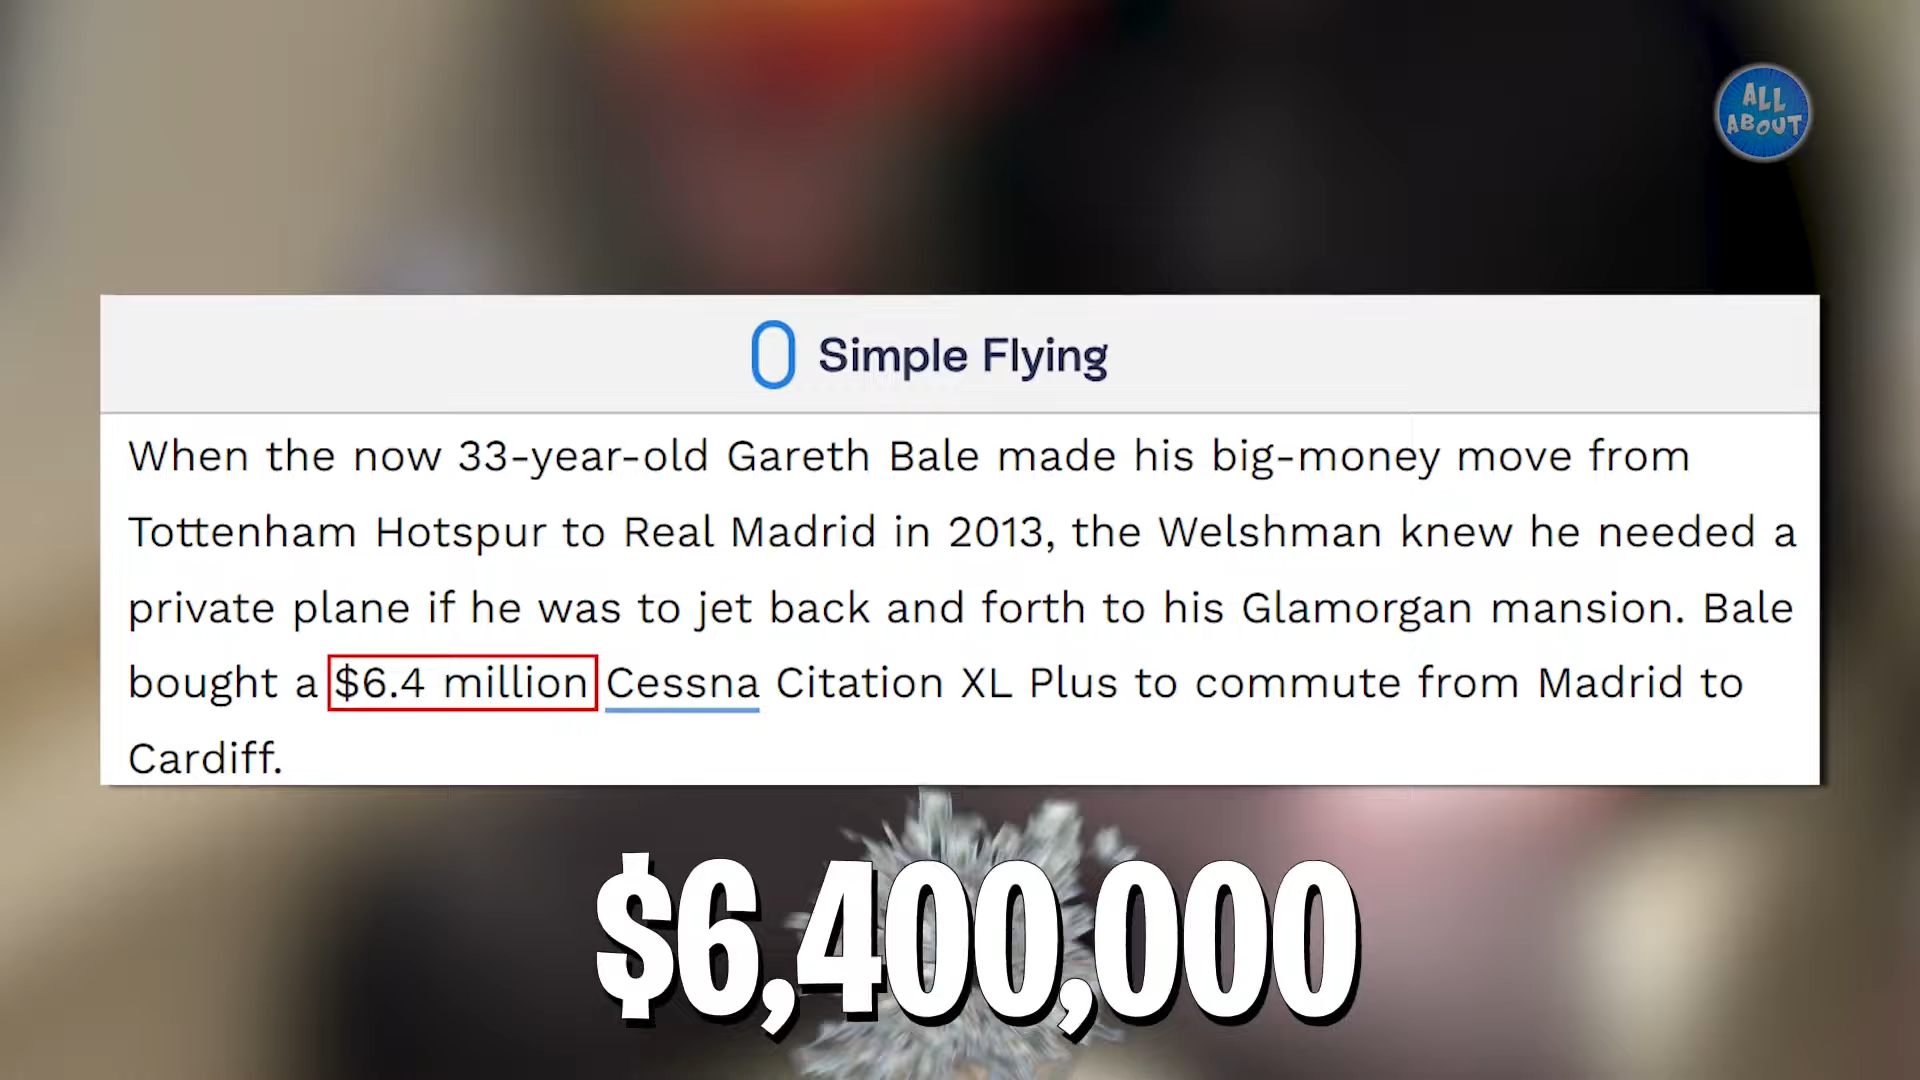 ALL
ABOUT
Simple Flying
When the now 33-year-old Gareth Bale made his big-money move from
Tottenham Hotspur to Real Madrid in 2013, the Welshman knew he needed a
private plane if he was to jet back and forth to his Glamorgan mansion. Bale
bought a $6.4 million Cessna Citation XL Plus to commute from Madrid to
Cardiff.
$6,400,000